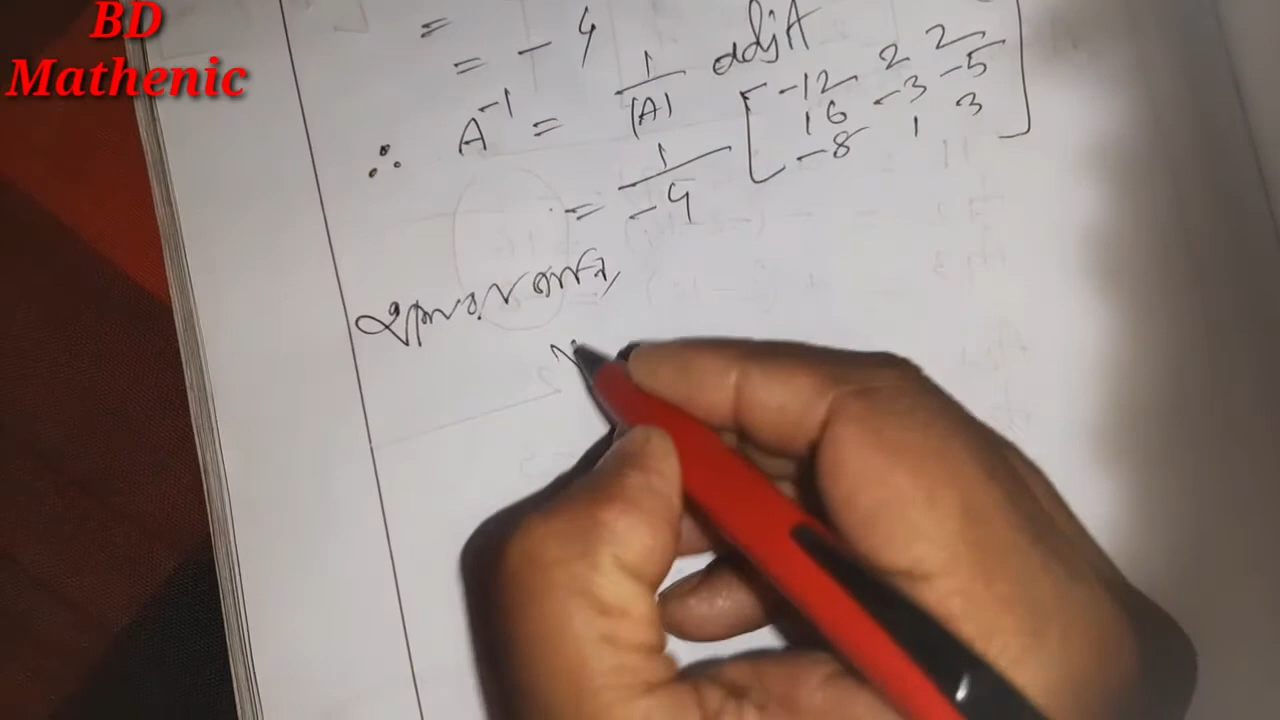 BD
Mathenic
=
= - 4
∴ A⁻¹ = 1/|A| adjA
= 1/-4 [-12 2 2
16 -3 -5
-8 1 3]